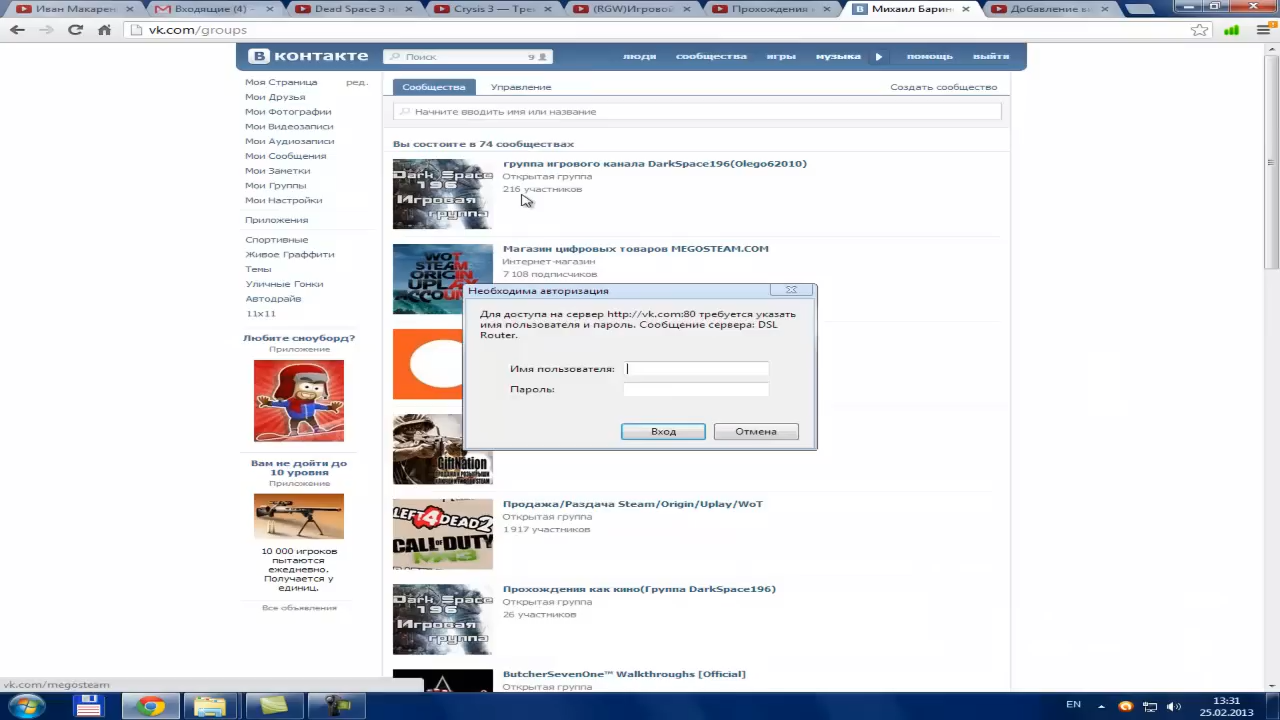 Иван Макарен
Входящие (4) -
Dead Space 3 и
Crysis 3 — Тре
(RGW)Игровой
Прохождения
Михаил Барин
Добавление в
vk.com/groups
В контакте
Поиск
люди сообщества игры музыка помощь выйти
Моя Страница ред.
Мои Друзья
Мои Фотографии
Мои Видеозаписи
Мои Аудиозаписи
Мои Сообщения
Мои Заметки
Мои Группы
Мои Настройки
Приложения
Спортивные
Живое Граффити
Темы
Уличные Гонки
Автодрайв
11x11
Любите сноуборд?
Приложение
Вам не дойти до
10 уровня
Приложение
10 000 игроков
пытаются
ежедневно.
Получается у
единиц.
Все объявления
Сообщества Управление Создать сообщество
Начните вводить имя или название
Вы состоите в 74 сообществах
Dark Space
196
Игровая
группа
группа игрового канала DarkSpace196(Olego62010)
Открытая группа
216 участников
WOT
STEAM
ORIGIN
UPLAY
ACCOUN
Магазин цифровых товаров MEGOSTEAM.COM
Интернет-магазин
7 108 подписчиков
Необходима авторизация
Для доступа на сервер http://vk.com:80 требуется указать
имя пользователя и пароль. Сообщение сервера: DSL
Router.
Имя пользователя:
Пароль:
Вход Отмена
GiftNation
LEFT 4 DEAD 2
CALL OF DUTY
MW3
Продажа/Раздача Steam/Origin/Uplay/WoT
Открытая группа
1 917 участников
Dark Space
196
Игровая
группа
Прохождения как кино(Группа DarkSpace196)
Открытая группа
26 участников
ButcherSevenOne™ Walkthroughs [Official]
Открытая группа
vk.com/megosteam
EN
13:31
25.02.2013